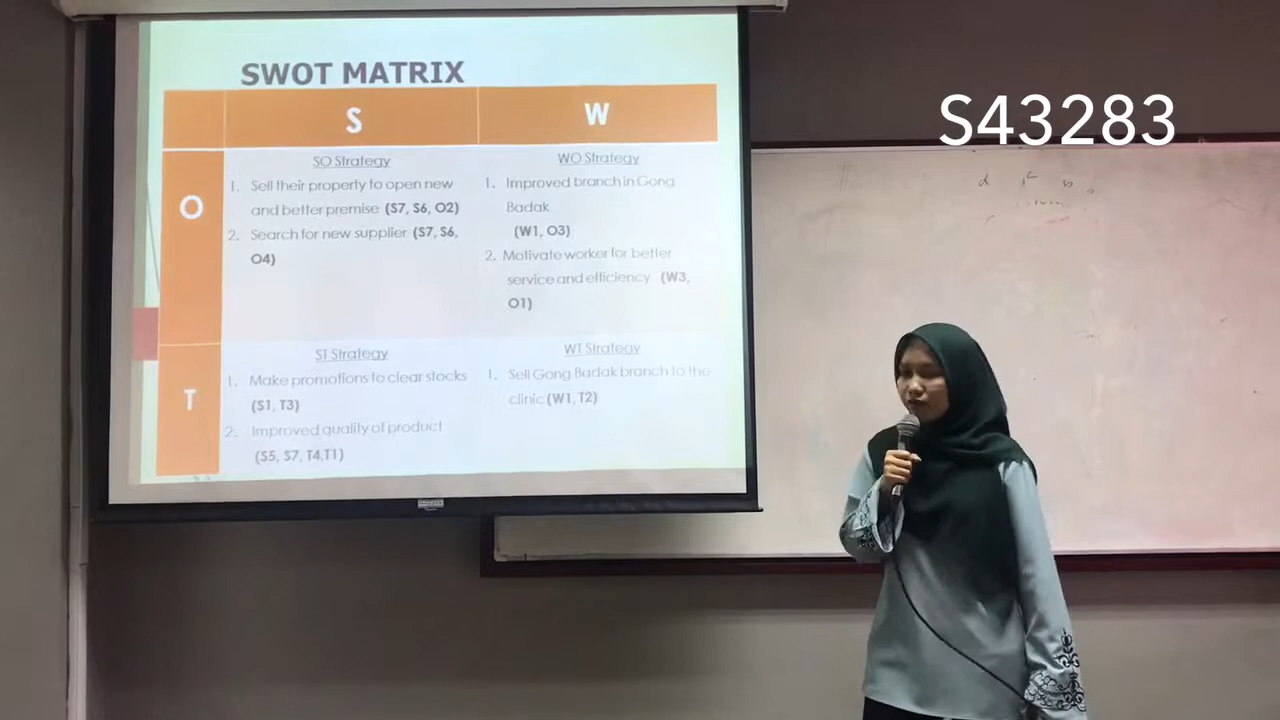 SWOT MATRIX
S43283
S
W
O
SO Strategy
1. Sell their property to open new
and better premise (S7, S6, O2)
2. Search for new supplier (S7, S6,
O4)
WO Strategy
1. Improved branch in Gong
Badak
(W1, O3)
2. Motivate worker for better
service and efficiency (W3,
O1)
T
ST Strategy
1. Make promotions to clear stocks
(S1, T3)
2. Improved quality of product
(S5, S7, T4,T1)
WT Strategy
1. Sell Gong Badak branch to the
clinic (W1, T2)